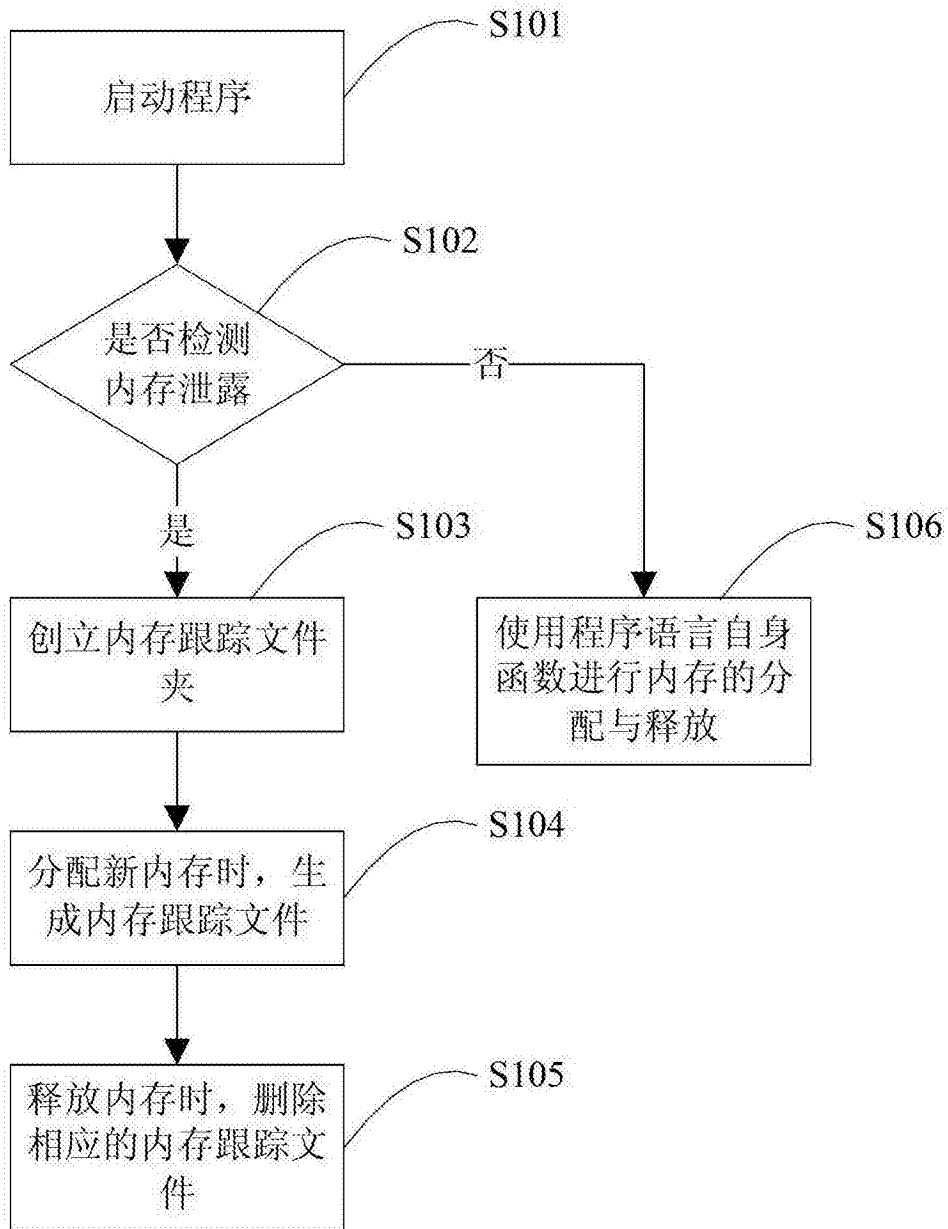 S101
启动程序
S102
是否检测
内存泄露
否
是
S103
S106
创立内存跟踪文件
夹
使用程序语言自身
函数进行内存的分
配与释放
S104
分配新内存时，生
成内存跟踪文件
S105
释放内存时，删除
相应的内存跟踪文
件